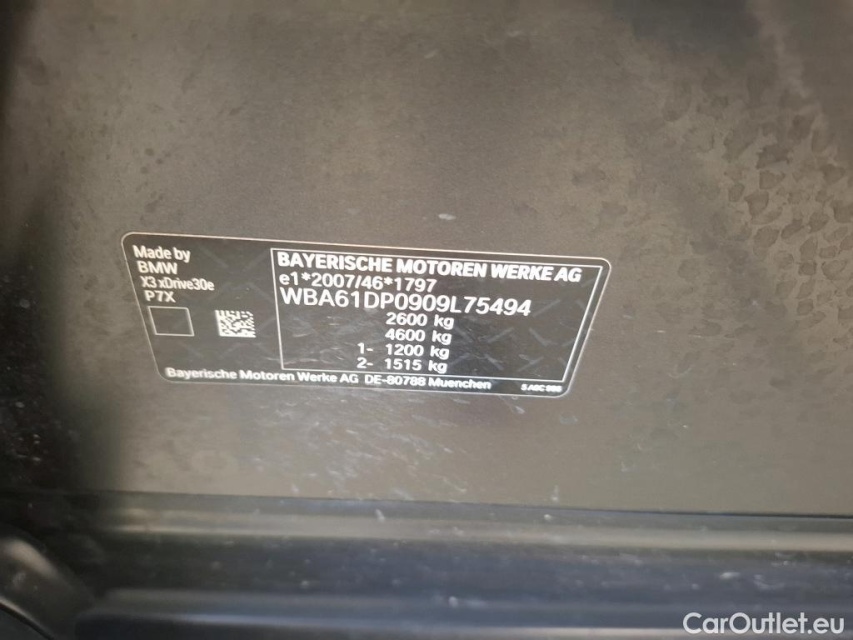 Made by
BMW
X3 xDrive30e
P7X
BAYERISCHE MOTOREN WERKE AG
e1*2007/46*1797
WBA61DP0909L75494
2600 kg
4600 kg
1- 1200 kg
2- 1515 kg
Bayerische Motoren Werke AG DE-80788 Muenchen
CarOutlet.eu